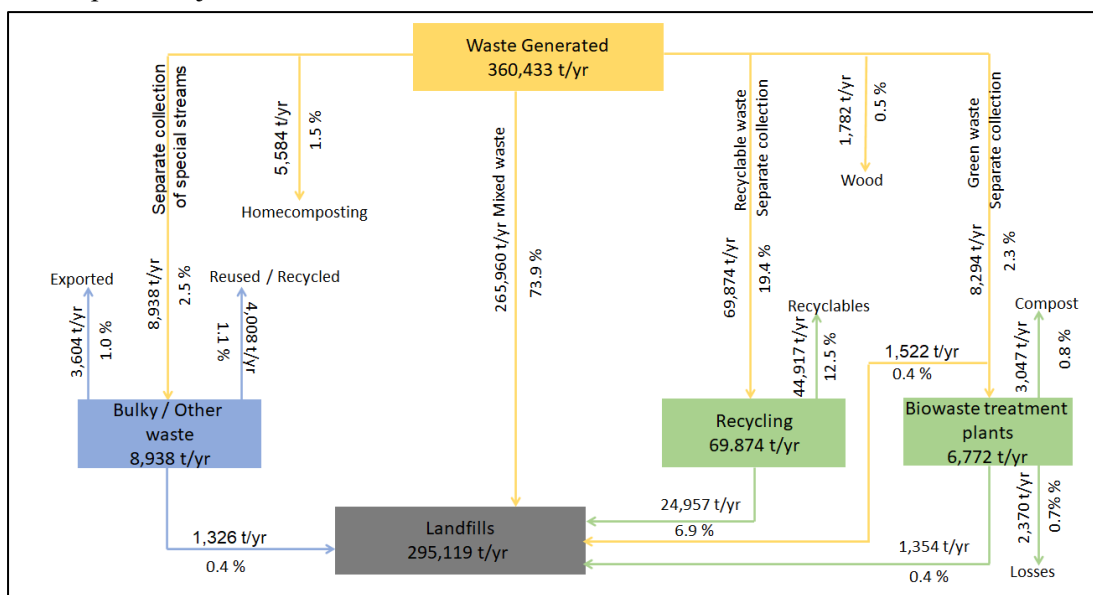 Waste Generated
360,433 t/yr
Separate collection
of special streams
8,938 t/yr
2.5 %
5,584 t/yr
1.5 %
Homecomposting
Mixed waste
265,960 t/yr
73.9 %
Recyclable waste
Separate collection
69,874 t/yr
19.4 %
1,782 t/yr
0.5 %
Wood
Green waste
Separate collection
8,294 t/yr
2.3 %
Exported
3,604 t/yr
1.0 %
Reused / Recycled
4,008 t/yr
1.1 %
Recyclables
44,917 t/yr
12.5 %
Compost
3,047 t/yr
0.8 %
1,522 t/yr
0.4 %
Bulky / Other
waste
8,938 t/yr
Recycling
69.874 t/yr
Biowaste treatment
plants
6,772 t/yr
1,326 t/yr
0.4 %
Landfills
295,119 t/yr
24,957 t/yr
6.9 %
1,354 t/yr
0.4 %
2,370 t/yr
0.7% %
Losses